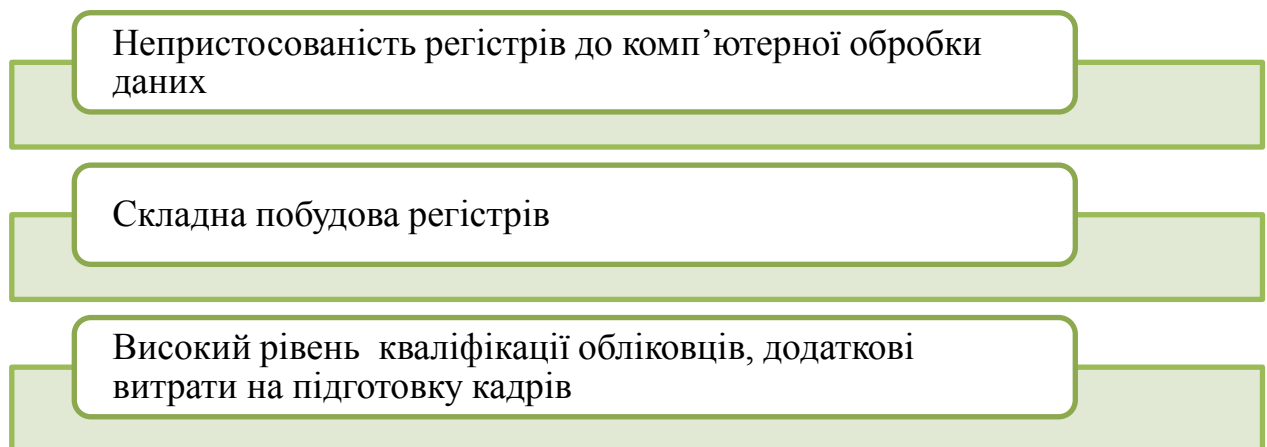 Непристосованість регістрів до комп’ютерної обробки
даних
Складна побудова регістрів
Високий рівень кваліфікації обліковців, додаткові
витрати на підготовку кадрів